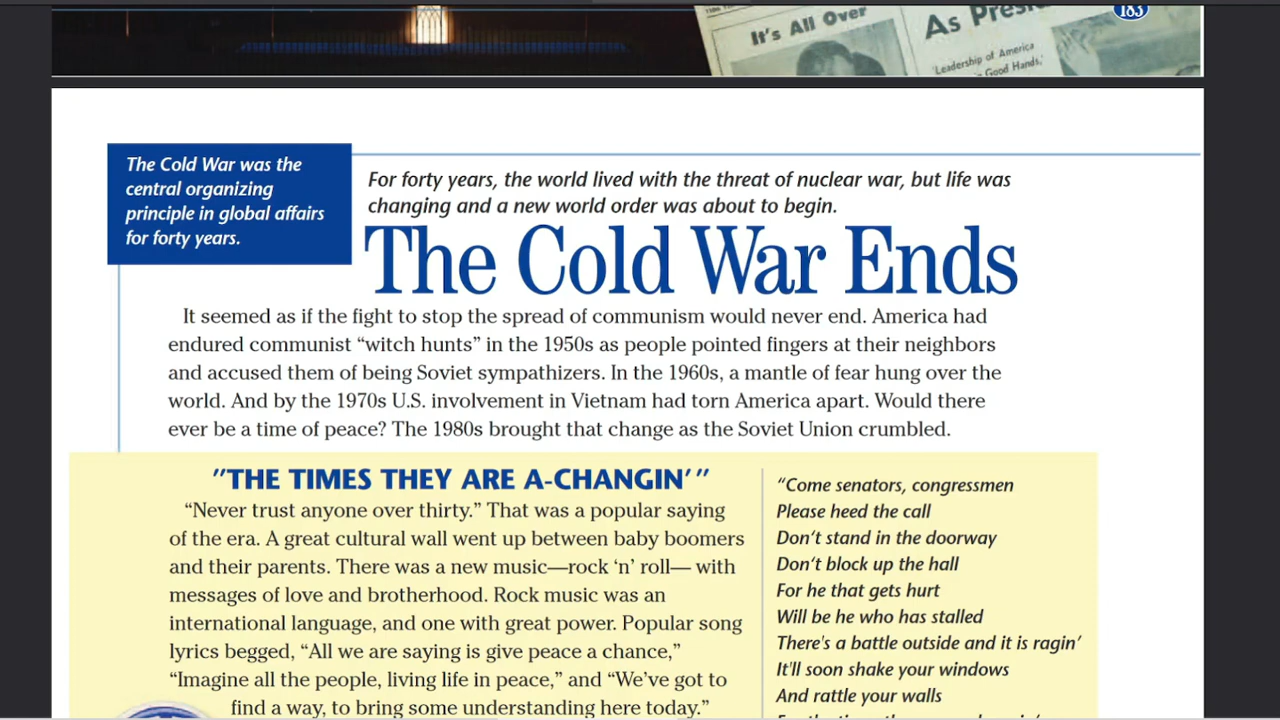 183
It's All Over
As Presi
'Leadership of America
Good Hands,'
The Cold War was the
central organizing
principle in global affairs
for forty years.
For forty years, the world lived with the threat of nuclear war, but life was
changing and a new world order was about to begin.
The Cold War Ends
It seemed as if the fight to stop the spread of communism would never end. America had
endured communist “witch hunts” in the 1950s as people pointed fingers at their neighbors
and accused them of being Soviet sympathizers. In the 1960s, a mantle of fear hung over the
world. And by the 1970s U.S. involvement in Vietnam had torn America apart. Would there
ever be a time of peace? The 1980s brought that change as the Soviet Union crumbled.
"THE TIMES THEY ARE A-CHANGIN'"
“Never trust anyone over thirty.” That was a popular saying
of the era. A great cultural wall went up between baby boomers
and their parents. There was a new music—rock ‘n’ roll— with
messages of love and brotherhood. Rock music was an
international language, and one with great power. Popular song
lyrics begged, “All we are saying is give peace a chance,”
“Imagine all the people, living life in peace,” and “We’ve got to
find a way, to bring some understanding here today.”
“Come senators, congressmen
Please heed the call
Don’t stand in the doorway
Don’t block up the hall
For he that gets hurt
Will be he who has stalled
There's a battle outside and it is ragin’
It'll soon shake your windows
And rattle your walls